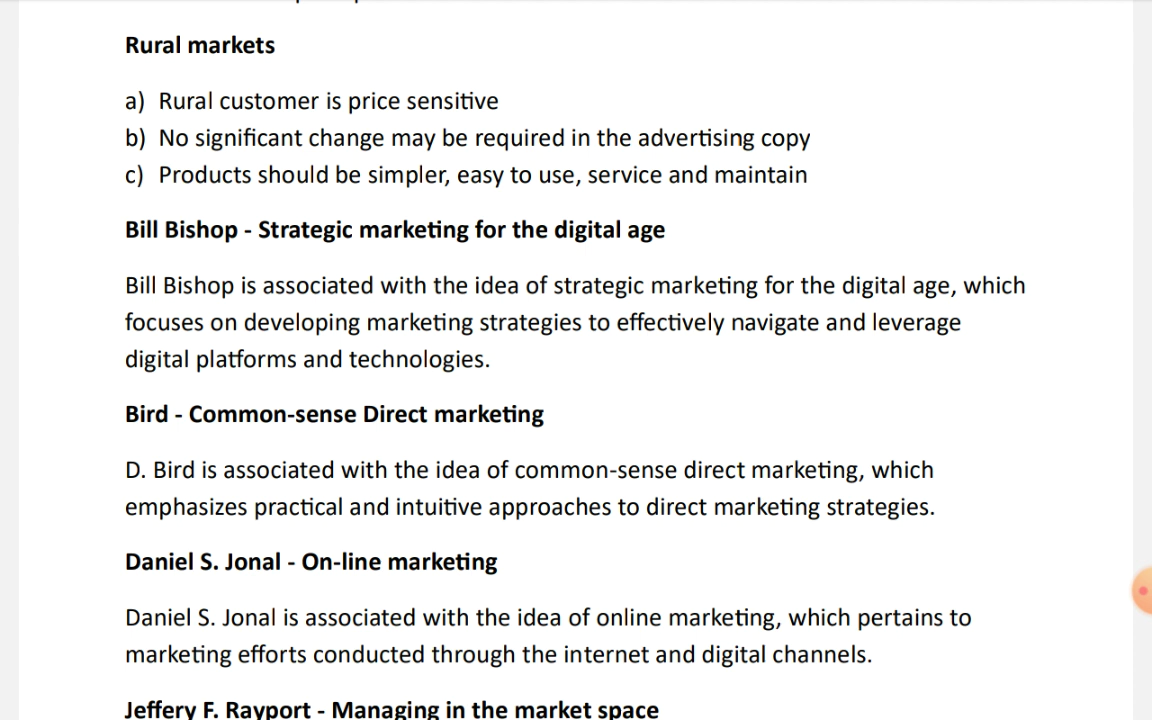 Rural markets
a) Rural customer is price sensitive
b) No significant change may be required in the advertising copy
c) Products should be simpler, easy to use, service and maintain
Bill Bishop - Strategic marketing for the digital age
Bill Bishop is associated with the idea of strategic marketing for the digital age, which
focuses on developing marketing strategies to effectively navigate and leverage
digital platforms and technologies.
Bird - Common-sense Direct marketing
D. Bird is associated with the idea of common-sense direct marketing, which
emphasizes practical and intuitive approaches to direct marketing strategies.
Daniel S. Jonal - On-line marketing
Daniel S. Jonal is associated with the idea of online marketing, which pertains to
marketing efforts conducted through the internet and digital channels.
Jeffery F. Rayport - Managing in the market space